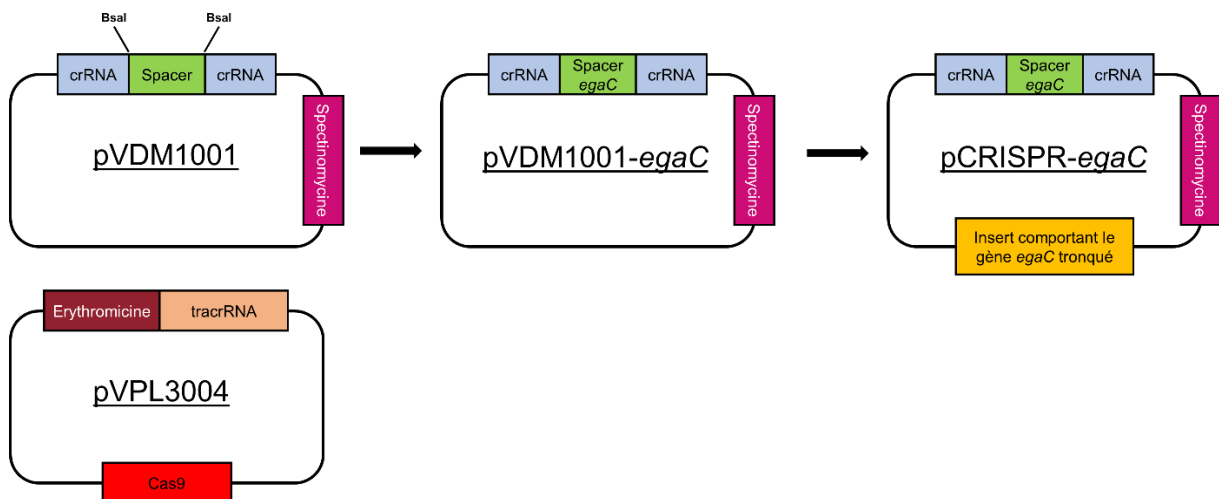 BsaI
BsaI
crRNA
Spacer
crRNA
Spectinomycine
pVDM1001
crRNA
Spacer
egaC
crRNA
Spectinomycine
pVDM1001-egaC
crRNA
Spacer
egaC
crRNA
Spectinomycine
pCRISPR-egaC
Insert comportant le
gène egaC tronqué
Erythromicine
tracrRNA
pVPL3004
Cas9